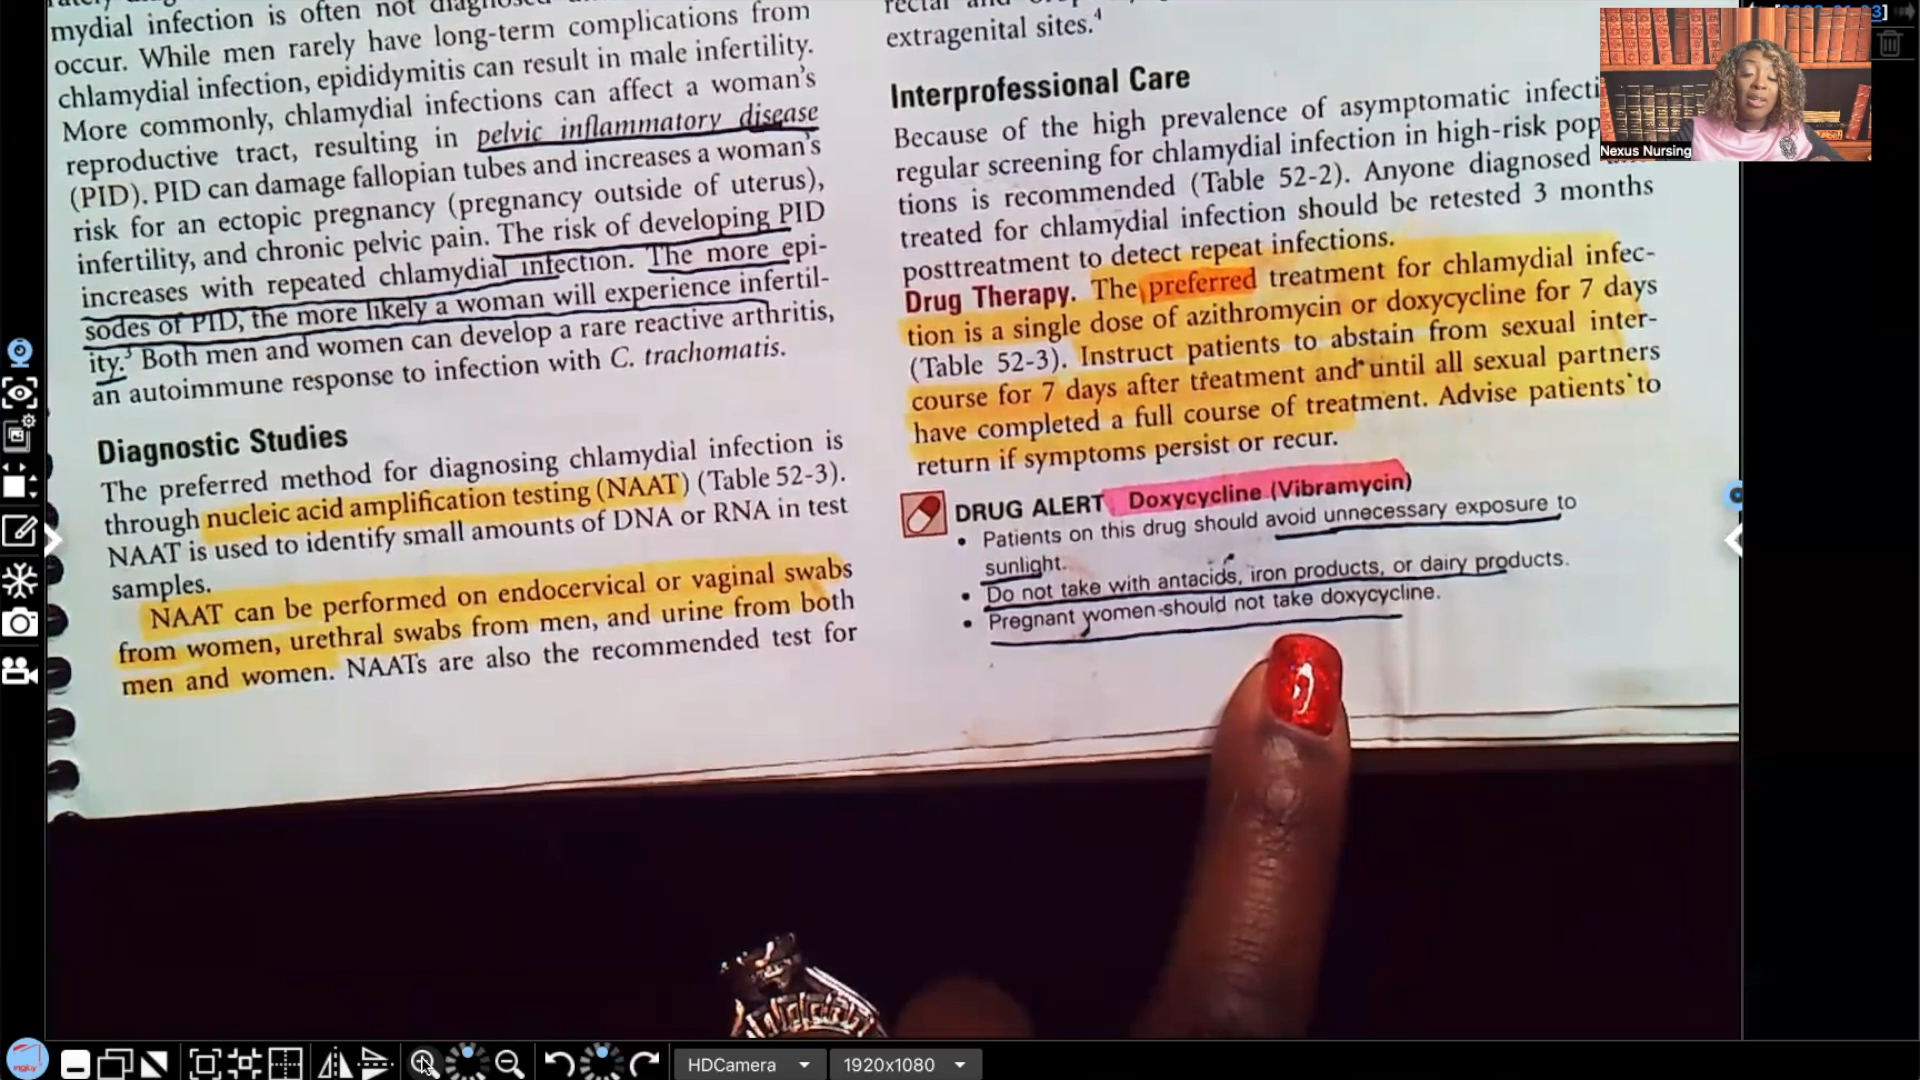 mydial infection is often not
occur. While men rarely have long-term complications from
chlamydial infection, epididymitis can result in male infertility.
More commonly, chlamydial infections can affect a woman's
reproductive tract, resulting in pelvic inflammatory disease
(PID). PID can damage fallopian tubes and increases a woman's
risk for an ectopic pregnancy (pregnancy outside of uterus),
infertility, and chronic pelvic pain. The risk of developing PID
increases with repeated chlamydial infection. The more epi-
sodes of PID, the more likely a woman will experience infertil-
ity.3 Both men and women can develop a rare reactive arthritis,
an autoimmune response to infection with C. trachomatis.
Diagnostic Studies
The preferred method for diagnosing chlamydial infection is
through nucleic acid amplification testing (NAAT) (Table 52-3).
NAAT is used to identify small amounts of DNA or RNA in test
samples.
NAAT can be performed on endocervical or vaginal swabs
from women, urethral swabs from men, and urine from both
men and women. NAATs are also the recommended test for
extragenital sites.4
Interprofessional Care
Because of the high prevalence of asymptomatic infecti
regular screening for chlamydial infection in high-risk pop
tions is recommended (Table 52-2). Anyone diagnosed
treated for chlamydial infection should be retested 3 months
posttreatment to detect repeat infections.
Drug Therapy. The preferred treatment for chlamydial infec-
tion is a single dose of azithromycin or doxycycline for 7 days
(Table 52-3). Instruct patients to abstain from sexual inter-
course for 7 days after treatment and until all sexual partners
have completed a full course of treatment. Advise patients to
return if symptoms persist or recur.
DRUG ALERT Doxycycline (Vibramycin)
• Patients on this drug should avoid unnecessary exposure to
sunlight.
• Do not take with antacids, iron products, or dairy products.
• Pregnant women should not take doxycycline.
Nexus Nursing
HDCamera
1920x1080